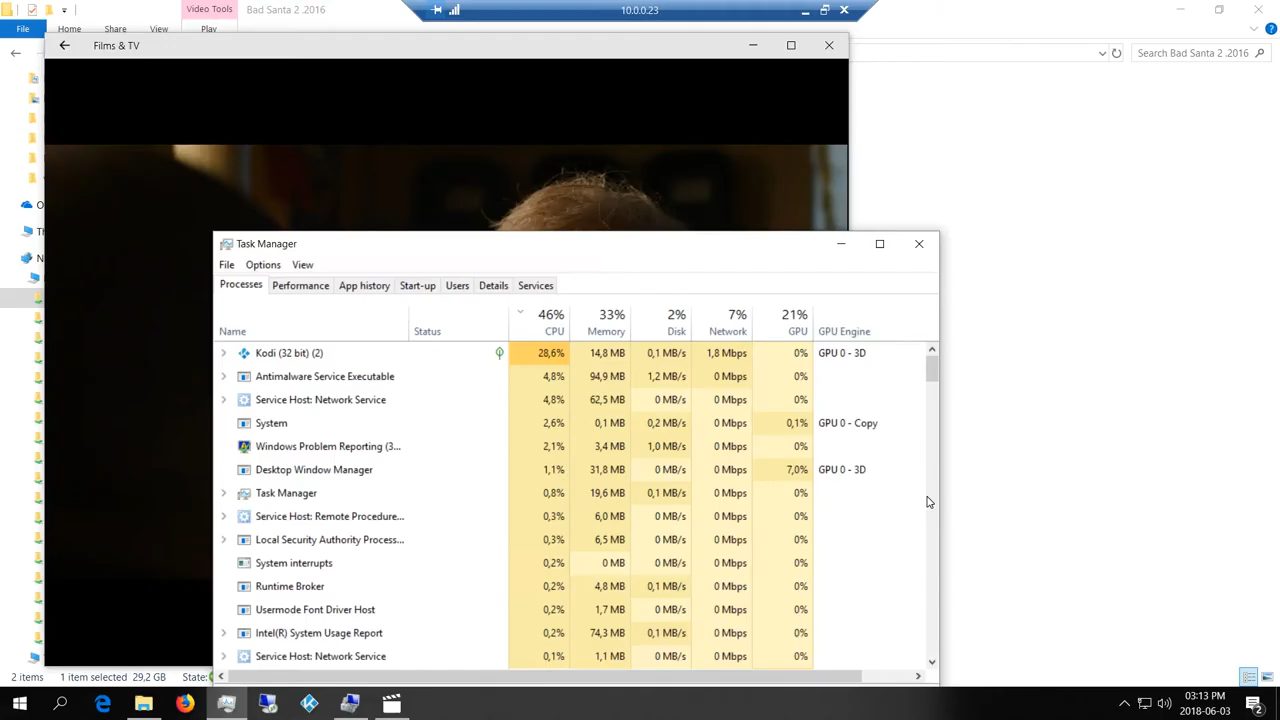 Video Tools
Bad Santa 2 .2016
10.0.0.23
File Home Share View Play
Films & TV
Search Bad Santa 2 .2016
Task Manager
File Options View
Processes Performance App history Start-up Users Details Services
46% 33% 2% 7% 21%
Name Status CPU Memory Disk Network GPU GPU Engine
Kodi (32 bit) (2) 28,6% 14,8 MB 0,1 MB/s 1,8 Mbps 0% GPU 0 - 3D
Antimalware Service Executable 4,8% 94,9 MB 1,2 MB/s 0 Mbps 0%
Service Host: Network Service 4,8% 62,5 MB 0 MB/s 0 Mbps 0%
System 2,6% 0,1 MB 0,2 MB/s 0 Mbps 0,1% GPU 0 - Copy
Windows Problem Reporting (3... 2,1% 3,4 MB 1,0 MB/s 0 Mbps 0%
Desktop Window Manager 1,1% 31,8 MB 0 MB/s 0 Mbps 7,0% GPU 0 - 3D
Task Manager 0,8% 19,6 MB 0,1 MB/s 0 Mbps 0%
Service Host: Remote Procedure... 0,3% 6,0 MB 0 MB/s 0 Mbps 0%
Local Security Authority Process... 0,3% 6,5 MB 0 MB/s 0 Mbps 0%
System interrupts 0,2% 0 MB 0 MB/s 0 Mbps 0%
Runtime Broker 0,2% 4,8 MB 0,1 MB/s 0 Mbps 0%
Usermode Font Driver Host 0,2% 1,7 MB 0 MB/s 0 Mbps 0%
Intel(R) System Usage Report 0,2% 74,3 MB 0,1 MB/s 0 Mbps 0%
Service Host: Network Service 0,1% 1,1 MB 0 MB/s 0 Mbps 0%
2 items 1 item selected 29,2 GB State:
03:13 PM
2018-06-03
2